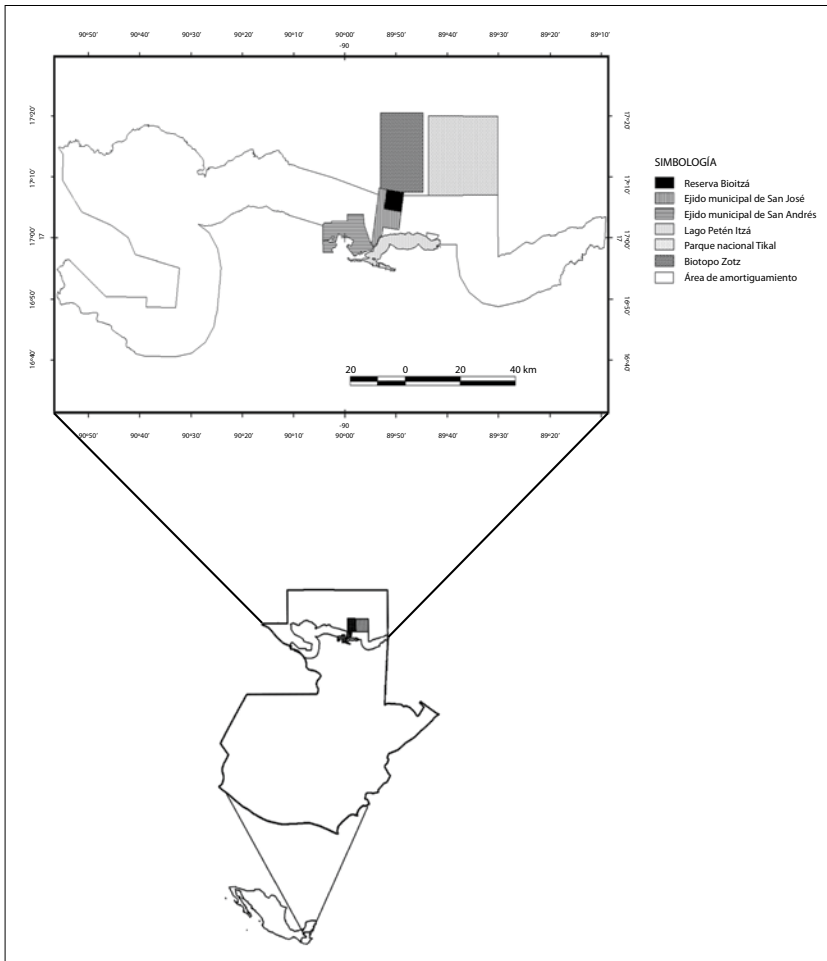 90°50' 90°40' 90°20' 90°10' 90°00' 89°50' 89°40' 89°30' 89°20' 89°10'
-90
17°20' 17°20'
17°10' 17°10'
17°00' 17 17 17°00'
16°50' 16°50'
16°40' 16°40'
SIMBOLOGÍA
Reserva Bioitzá
Ejido municipal de San José
Ejido municipal de San Andrés
Lago Petén Itzá
Parque nacional Tikal
Biotopo Zotz
Área de amortiguamiento
20 0 20 40 km
-90
90°50' 90°40' 90°20' 90°10' 90°00' 89°50' 89°40' 89°30' 89°20' 89°10'